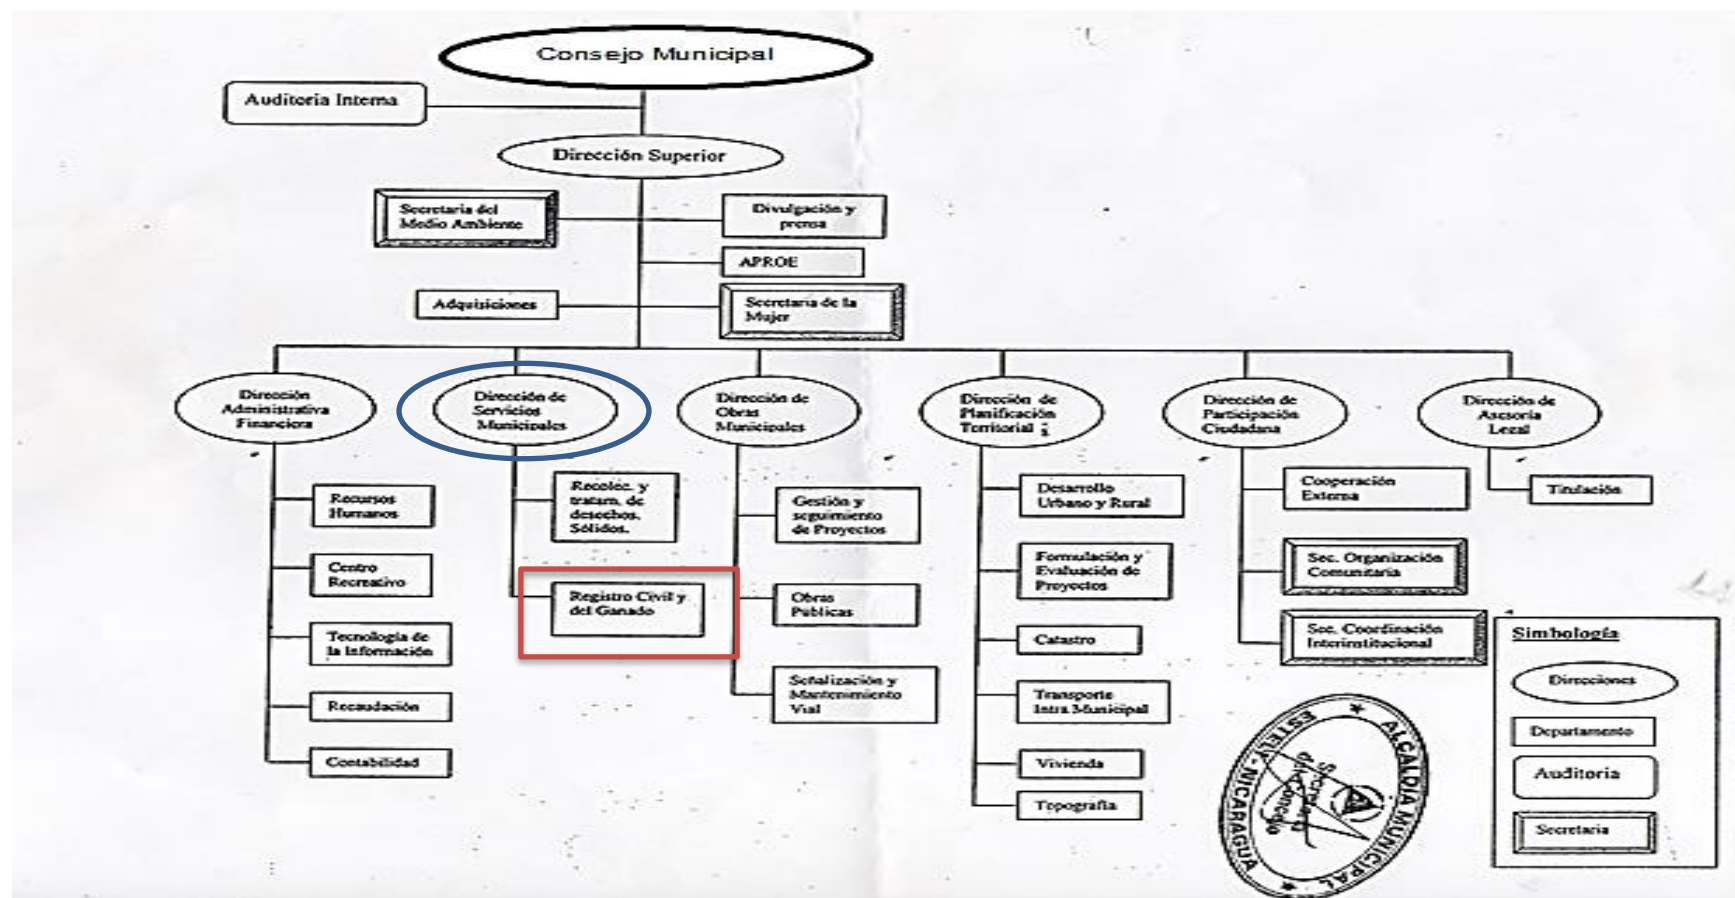 Consejo Municipal
Auditoria Interna
Dirección Superior
Secretaria del
Medio Ambiente
Divulgación y
prensa
APROE
Adquisiciones
Secretaria de la
Mujer
Dirección
Administrativa
Financiera
Dirección de
Servicios
Municipales
Dirección de
Obras
Municipales
Dirección de
Planificación
Territorial
Dirección de
Participación
Ciudadana
Dirección de
Asesoría
Legal
Recursos
Humanos
Centro
Recreativo
Tecnología de
la Información
Recaudación
Contabilidad
Recolec. y
tratam. de
desechos.
Sólidos.
Registro Civil y
del Ganado
Gestión y
seguimiento
de Proyectos
Obras
Públicas
Señalización y
Mantenimiento
Vial
Desarrollo
Urbano y Rural
Formulación y
Evaluación de
Proyectos
Catastro
Transporte
Intra Municipal
Vivienda
Topografía
Cooperación
Externa
Sec. Organización
Comunitaria
Sec. Coordinación
Interinstitucional
Titulación
Simbología
Direcciones
Departamento
Auditoria
Secretaria
ALCALDIA MUNICIPAL
ESTELI - NICARAGUA